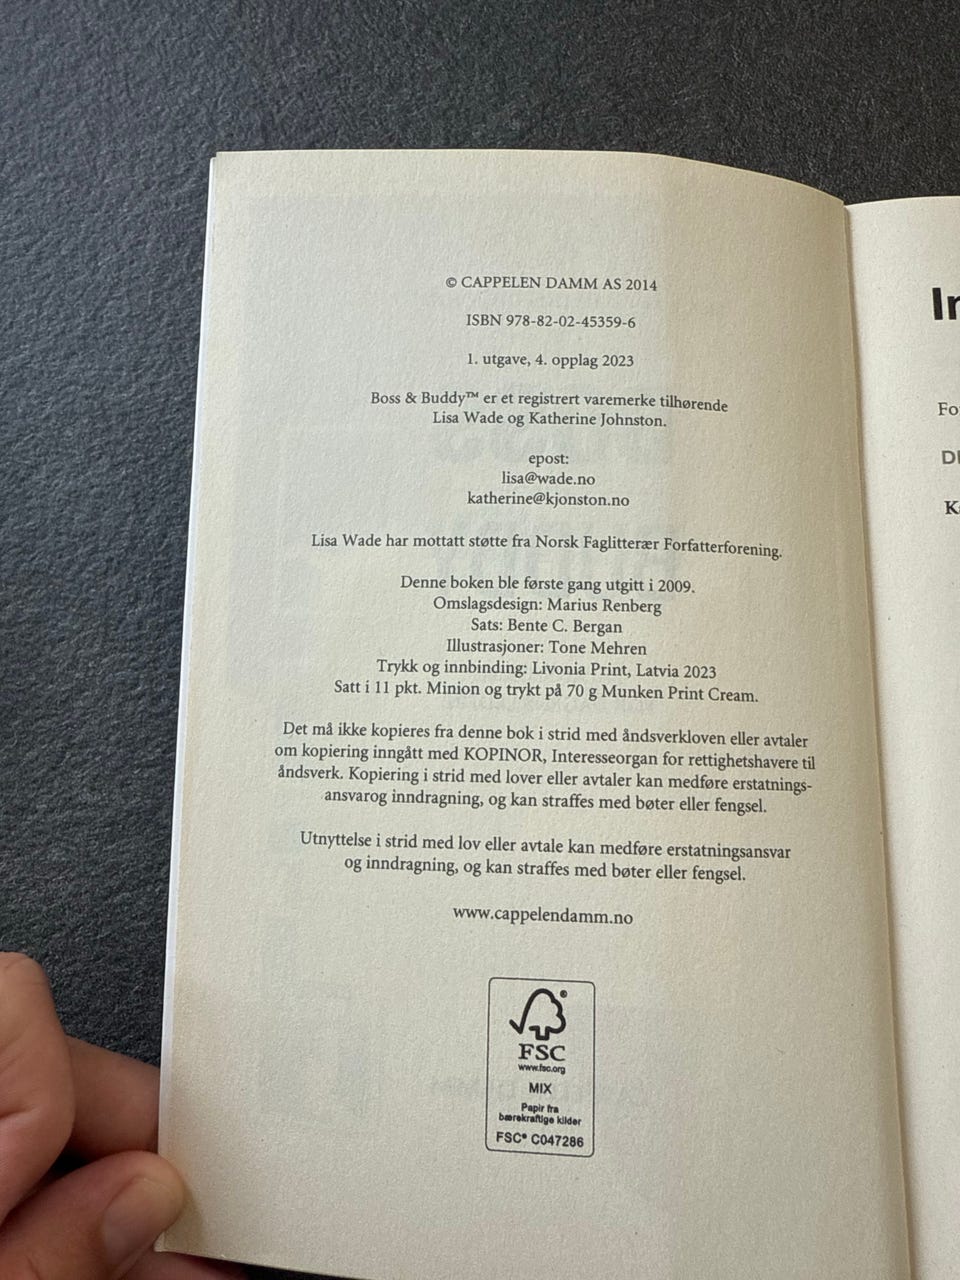 © CAPPELEN DAMM AS 2014
ISBN 978-82-02-45359-6
1. utgave, 4. opplag 2023
Boss & Buddy™ er et registrert varemerke tilhørende
Lisa Wade og Katherine Johnston.
epost:
lisa@wade.no
katherine@kjonston.no
Lisa Wade har mottatt støtte fra Norsk Faglitterær Forfatterforening.
Denne boken ble første gang utgitt i 2009.
Omslagsdesign: Marius Renberg
Sats: Bente C. Bergan
Illustrasjoner: Tone Mehren
Trykk og innbinding: Livonia Print, Latvia 2023
Satt i 11 pkt. Minion og trykt på 70 g Munken Print Cream.
Det må ikke kopieres fra denne bok i strid med åndsverkloven eller avtaler
om kopiering inngått med KOPINOR, Interesseorgan for rettighetshavere til
åndsverk. Kopiering i strid med lover eller avtaler kan medføre erstatnings-
ansvarog inndragning, og kan straffes med bøter eller fengsel.
Utnyttelse i strid med lov eller avtale kan medføre erstatningsansvar
og inndragning, og kan straffes med bøter eller fengsel.
www.cappelendamm.no
®
FSC
www.fsc.org
MIX
Papir fra
bærekraftige kilder
FSC® C047286